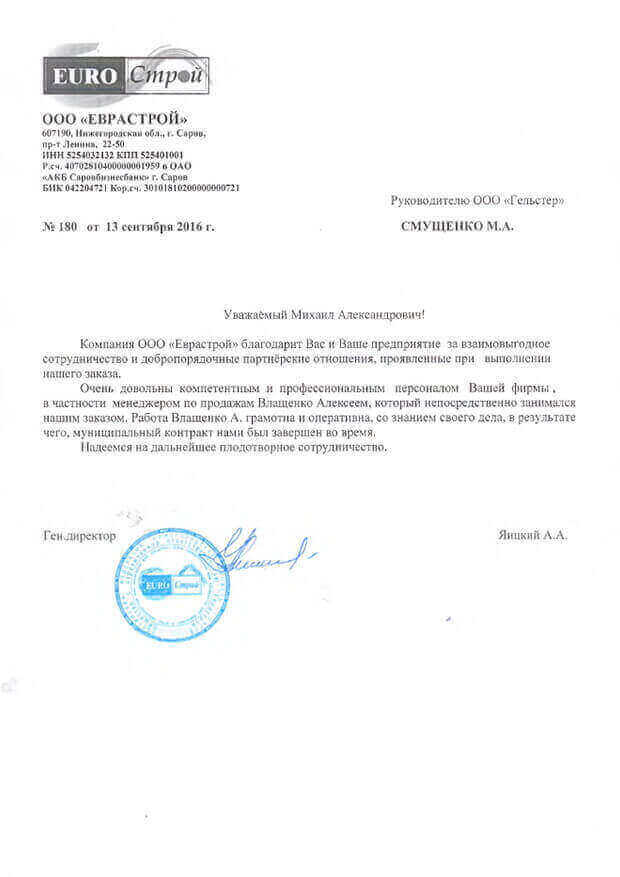 EURO Строй
ООО «ЕВРАСТРОЙ»
607190, Нижегородская обл., г. Саров,
пр-т Ленина, 22-50
ИНН 5254032132 КПП 525401001
Р.сч. 40702810400000001959 в ОАО
«АКБ Саровбизнесбанк» г. Саров
БИК 042204721 Кор.сч. 30101810200000000721
Руководителю ООО «Гельстер»
№ 180 от 13 сентября 2016 г.
СМУЩЕНКО М.А.
Уважаемый Михаил Александрович!
Компания ООО «Еврастрой» благодарит Вас и Ваше предприятие за взаимовыгодное
сотрудничество и добропорядочные партнёрские отношения, проявленные при выполнении
нашего заказа.
Очень довольны компетентным и профессиональным персоналом Вашей фирмы ,
в частности менеджером по продажам Влащенко Алексеем, который непосредственно занимался
нашим заказом. Работа Влащенко А. грамотна и оперативна, со знанием своего дела, в результате
чего, муниципальный контракт нами был завершен во время.
Надеемся на дальнейшее плодотворное сотрудничество.
Ген.директор
Яицкий А.А.
EURO Строй